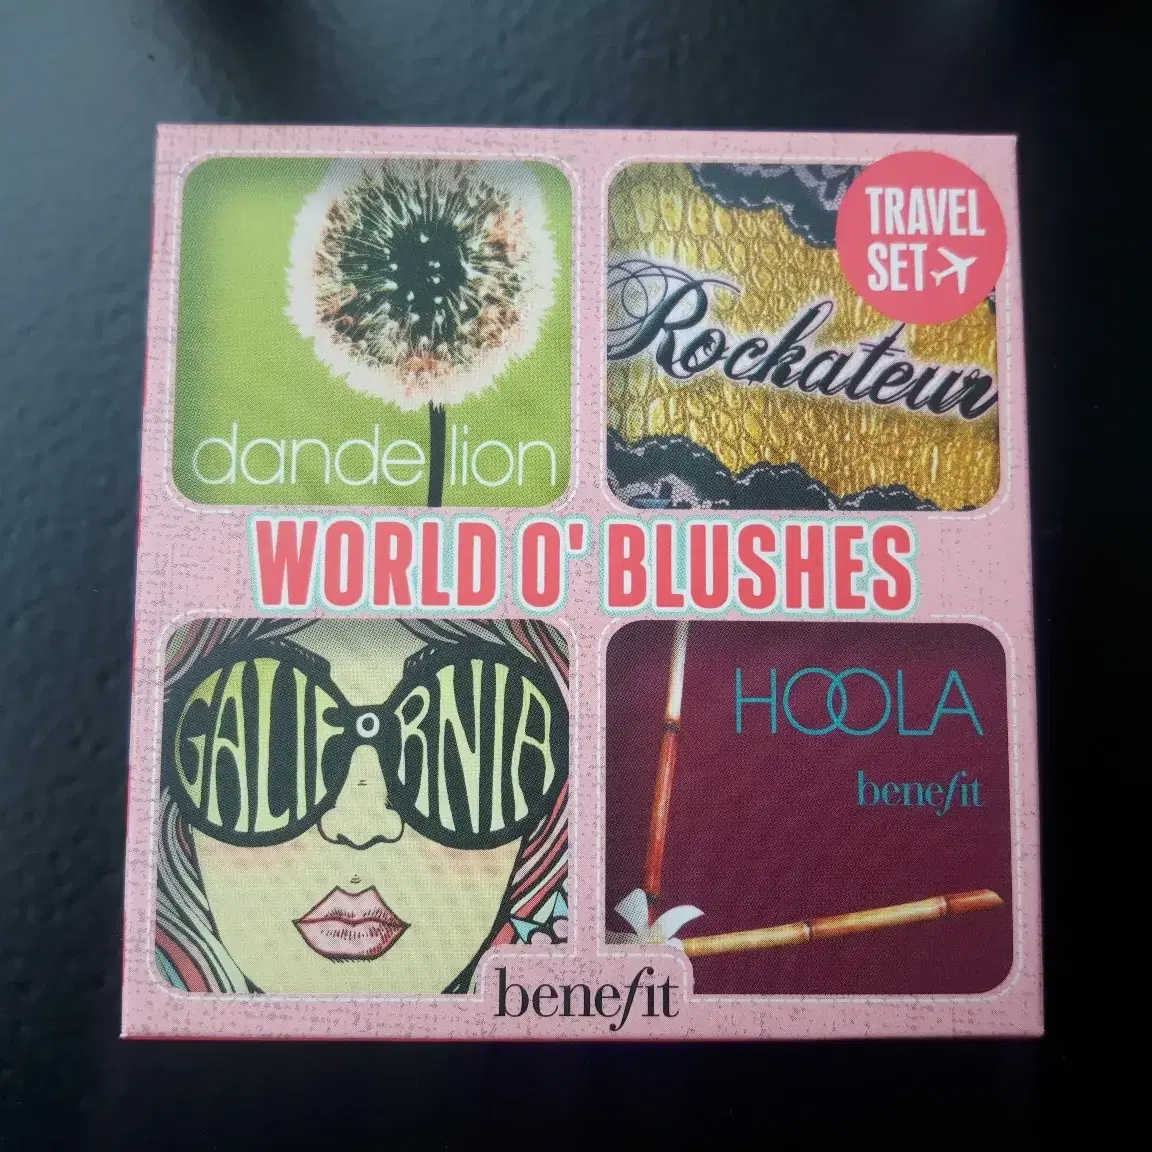 dandelion
Rockateur
TRAVEL
SET
WORLD O' BLUSHES
GALIFORNIA
HOOLA
benefit
benefit